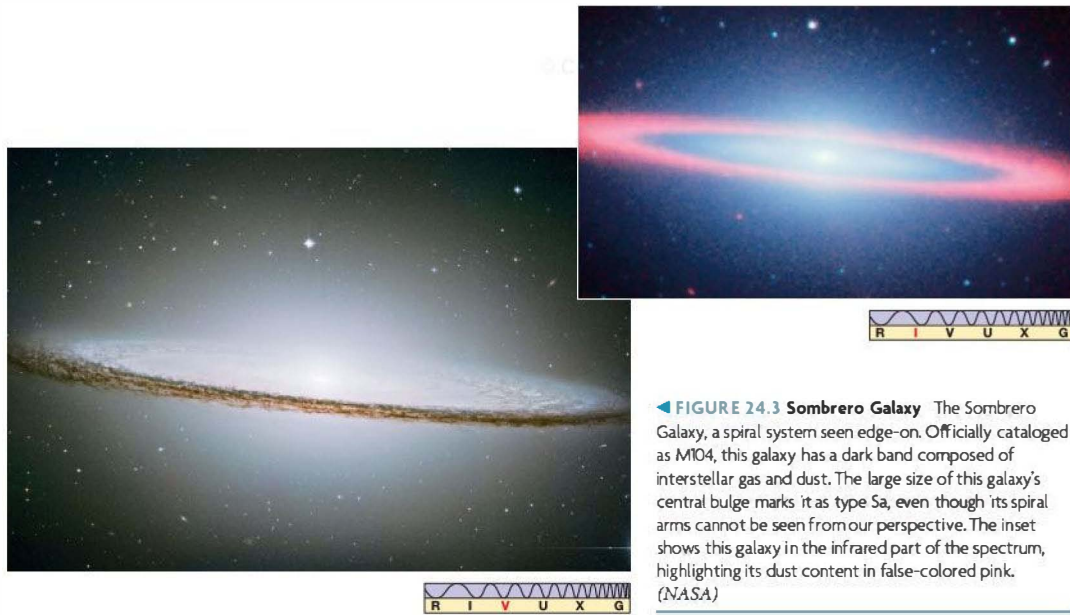 R I V U X G
◀ FIGURE 24.3 Sombrero Galaxy The Sombrero
Galaxy, a spiral system seen edge-on. Officially cataloged
as M104, this galaxy has a dark band composed of
interstellar gas and dust. The large size of this galaxy's
central bulge marks it as type Sa, even though its spiral
arms cannot be seen from our perspective. The inset
shows this galaxy in the infrared part of the spectrum,
highlighting its dust content in false-colored pink.
(NASA)
R I V U X G